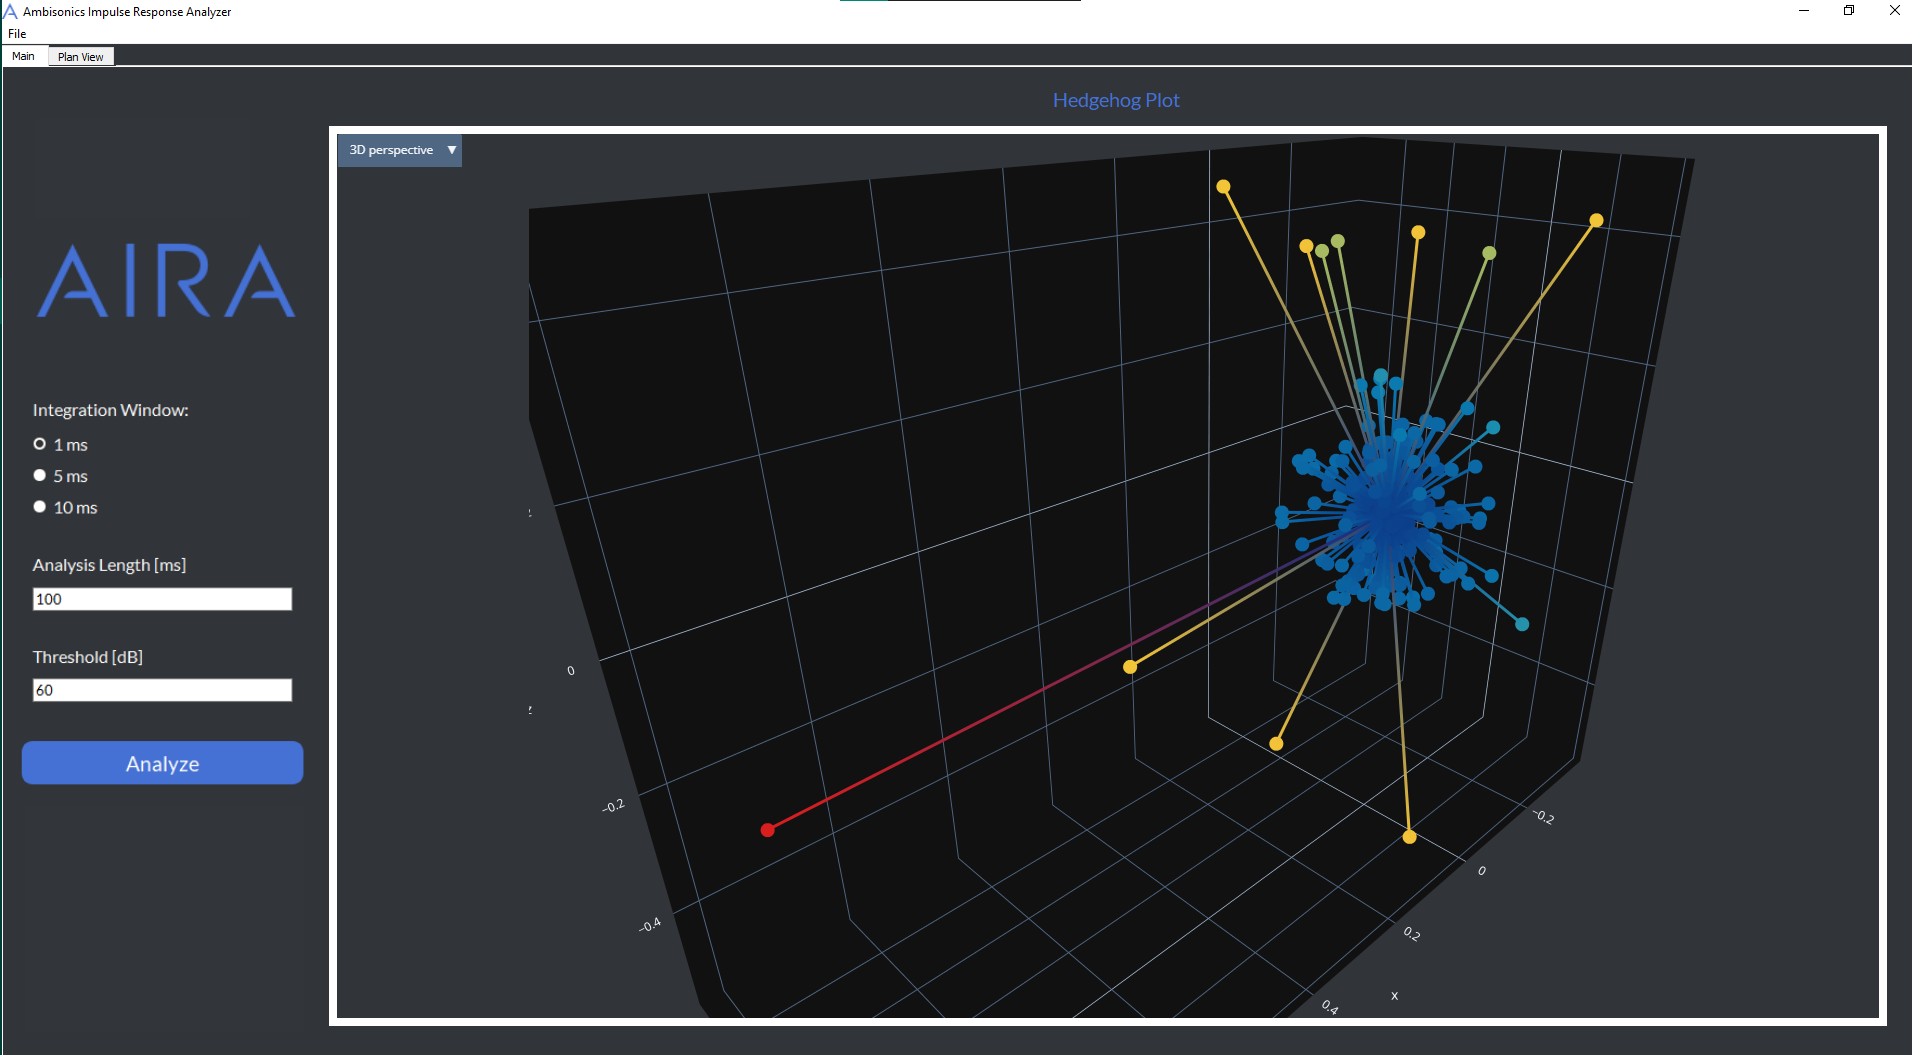 Ambisonics Impulse Response Analyzer
File
Main
Plan View
Hedgehog Plot
3D perspective
AIRA
Integration Window:
1 ms
5 ms
10 ms
Analysis Length [ms]
100
Threshold [dB]
60
Analyze
0
−0.2
−0.4
−0.2
0
0.2
0.4
x